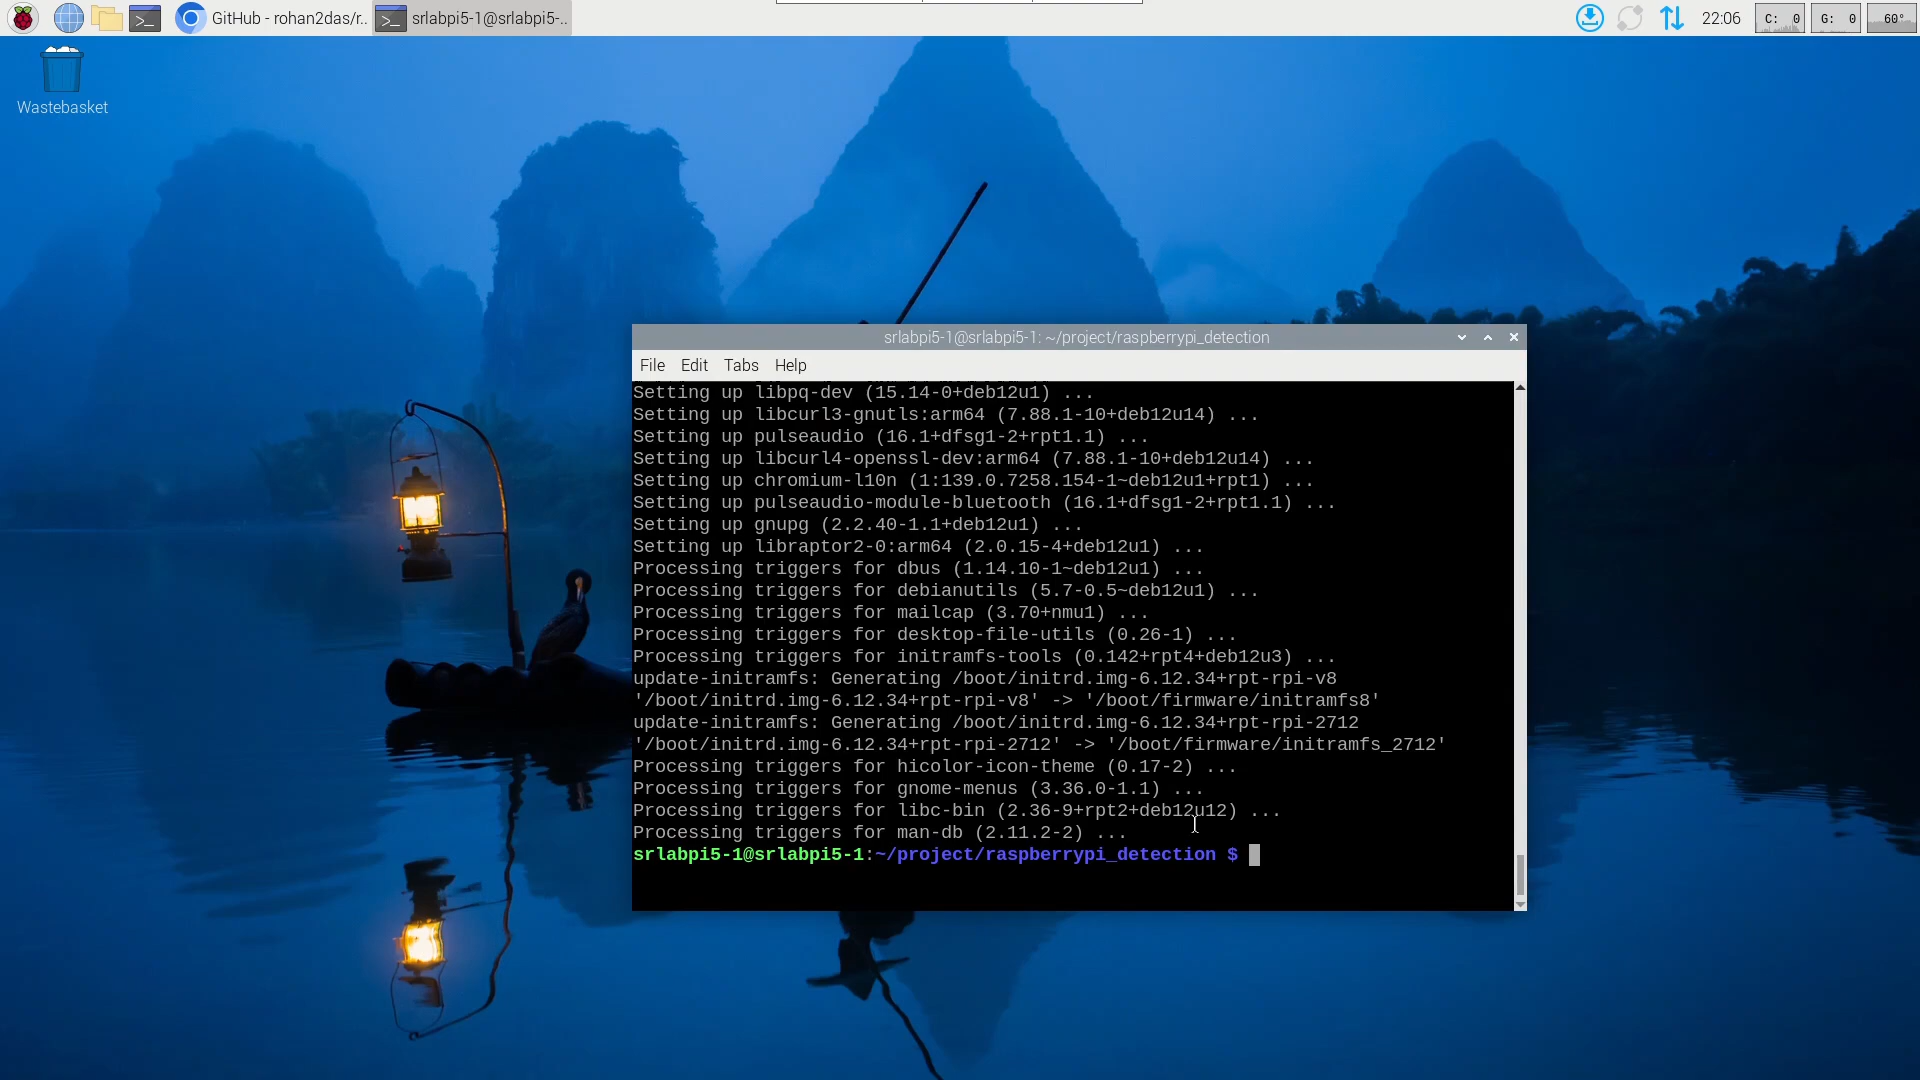 GitHub - rohan2das/r..
srlabpi5-1@srlabpi5-..
22:06
C: 0
G: 0
60°
Wastebasket
srlabpi5-1@srlabpi5-1: ~/project/raspberrypi_detection
File Edit Tabs Help
Setting up libpq-dev (15.14-0+deb12u1) ...
Setting up libcurl3-gnutls:arm64 (7.88.1-10+deb12u14) ...
Setting up pulseaudio (16.1+dfsg1-2+rpt1.1) ...
Setting up libcurl4-openssl-dev:arm64 (7.88.1-10+deb12u14) ...
Setting up chromium-l10n (1:139.0.7258.154-1~deb12u1+rpt1) ...
Setting up pulseaudio-module-bluetooth (16.1+dfsg1-2+rpt1.1) ...
Setting up gnupg (2.2.40-1.1+deb12u1) ...
Setting up libraptor2-0:arm64 (2.0.15-4+deb12u1) ...
Processing triggers for dbus (1.14.10-1~deb12u1) ...
Processing triggers for debianutils (5.7-0.5~deb12u1) ...
Processing triggers for mailcap (3.70+nmu1) ...
Processing triggers for desktop-file-utils (0.26-1) ...
Processing triggers for initramfs-tools (0.142+rpt4+deb12u3) ...
update-initramfs: Generating /boot/initrd.img-6.12.34+rpt-rpi-v8
'/boot/initrd.img-6.12.34+rpt-rpi-v8' -> '/boot/firmware/initramfs8'
update-initramfs: Generating /boot/initrd.img-6.12.34+rpt-rpi-2712
'/boot/initrd.img-6.12.34+rpt-rpi-2712' -> '/boot/firmware/initramfs_2712'
Processing triggers for hicolor-icon-theme (0.17-2) ...
Processing triggers for gnome-menus (3.36.0-1.1) ...
Processing triggers for libc-bin (2.36-9+rpt2+deb12u12) ...
Processing triggers for man-db (2.11.2-2) ...
srlabpi5-1@srlabpi5-1:~/project/raspberrypi_detection $